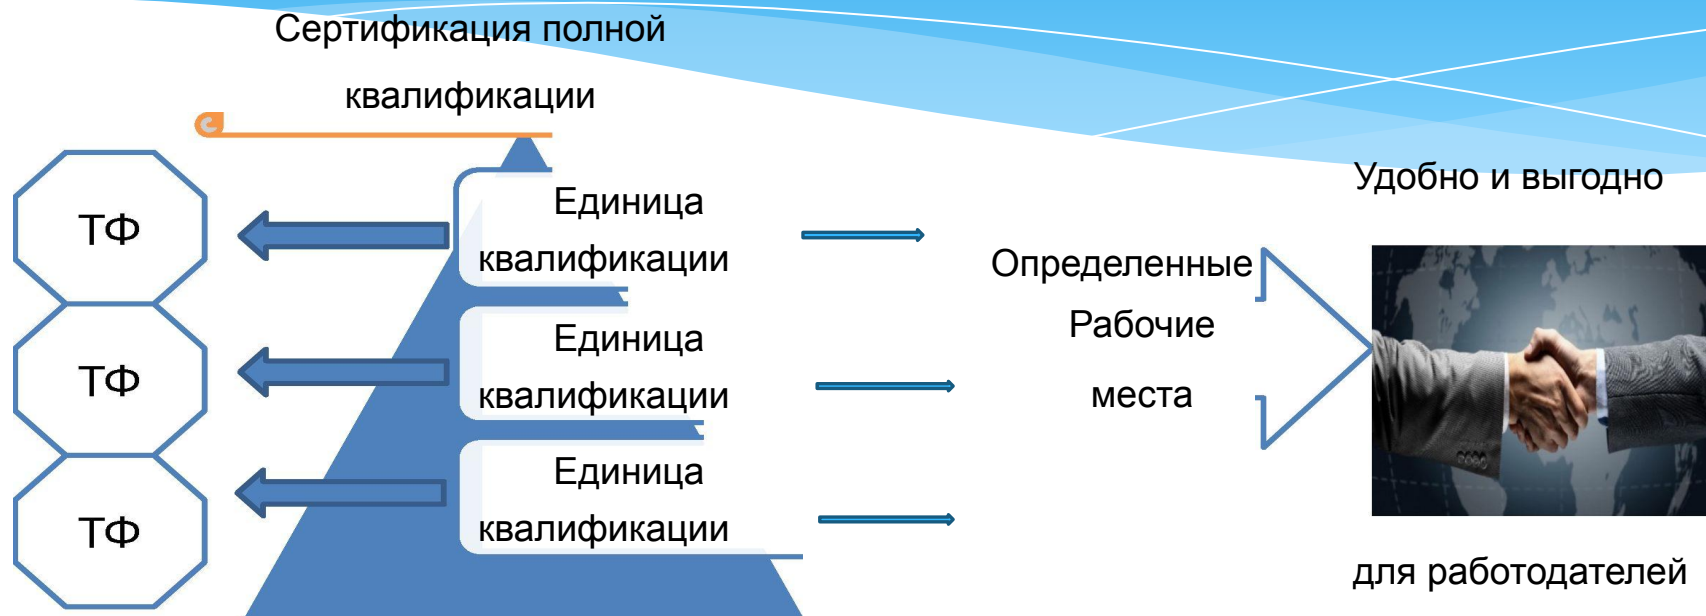 Сертификация полной
квалификации
ТФ
ТФ
ТФ
Единица
квалификации
Единица
квалификации
Единица
квалификации
Определенные
Рабочие
места
Удобно и выгодно
для работодателей